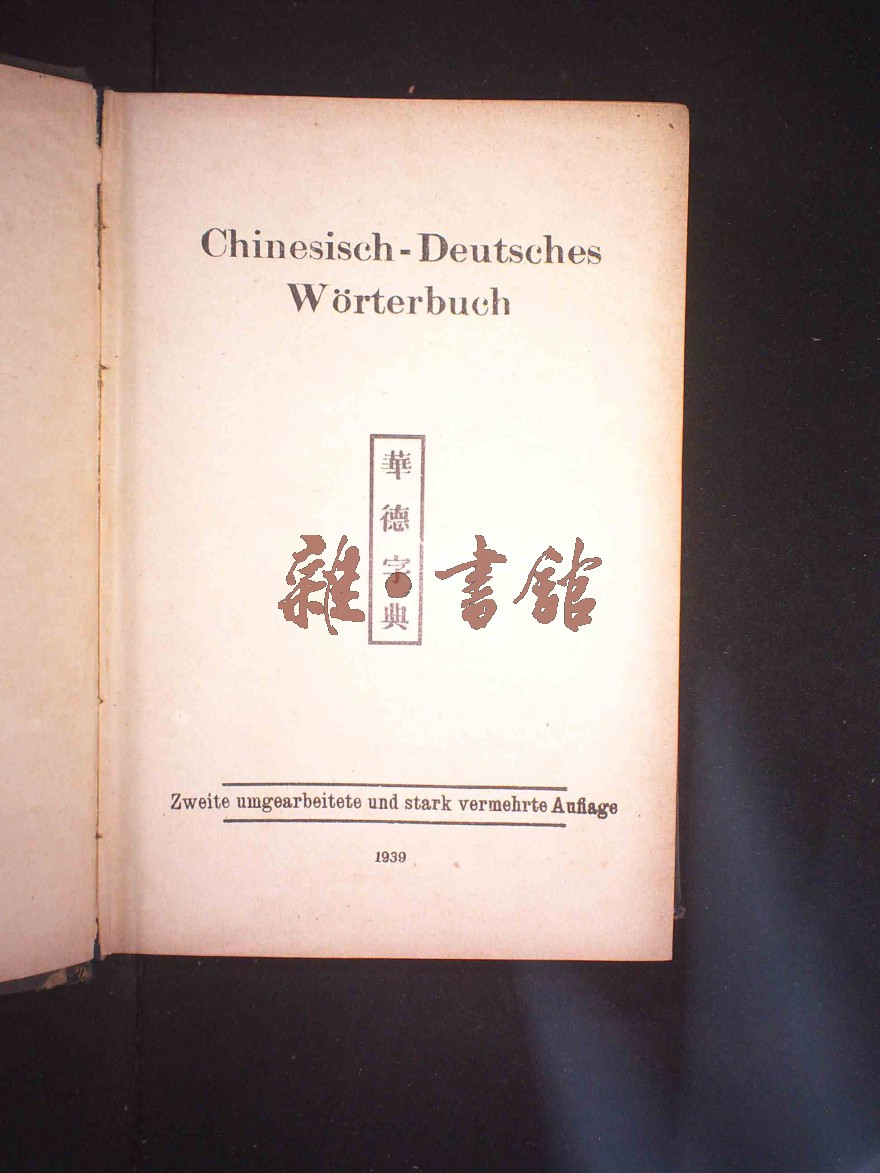 Chinesisch-Deutsches
Wörterbuch
華德字典
雜•書館
Zweite umgearbeitete und stark vermehrte Auflage
1939